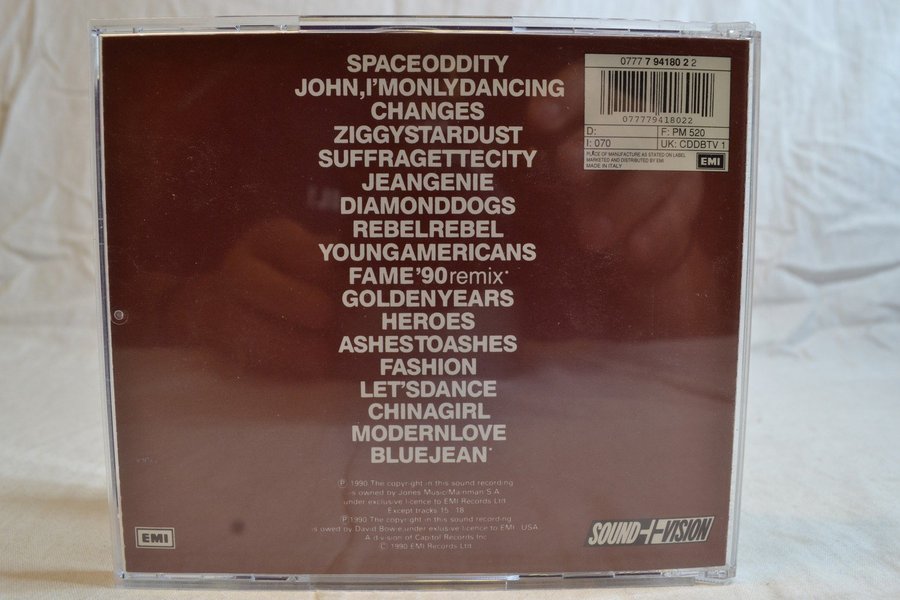 SPACEODDITY
JOHN,I'MONLYDANCING
CHANGES
ZIGGYSTARDUST
SUFFRAGETTECITY
JEANGENIE
DIAMONDDOGS
REBELREBEL
YOUNGAMERICANS
FAME'90remix*
GOLDENYEARS
HEROES
ASHESTOASHES
FASHION
LET'SDANCE
CHINAGIRL
MODERNLOVE
BLUEJEAN*
Ⓟ 1990 The copyright in this sound recording
is owned by Jones Music/Mainman S.A.
under exclusive licence to EMI Records Ltd
Except tracks 15 18
Ⓟ 1990 The copyright in this sound recording
is owed by David Bowie under exlusive licence to EMI USA
A division of Capitol Records Inc
© 1990 EMI Records Ltd
0777 7 94180 2 2
077779418022
D: F: PM 520
I: 070 UK: CDDBTV 1
PLACE OF MANUFACTURE AS STATED ON LABEL
MARKETED AND DISTRIBUTED BY EMI
MADE IN ITALY
EMI
EMI
SOUND+VISION